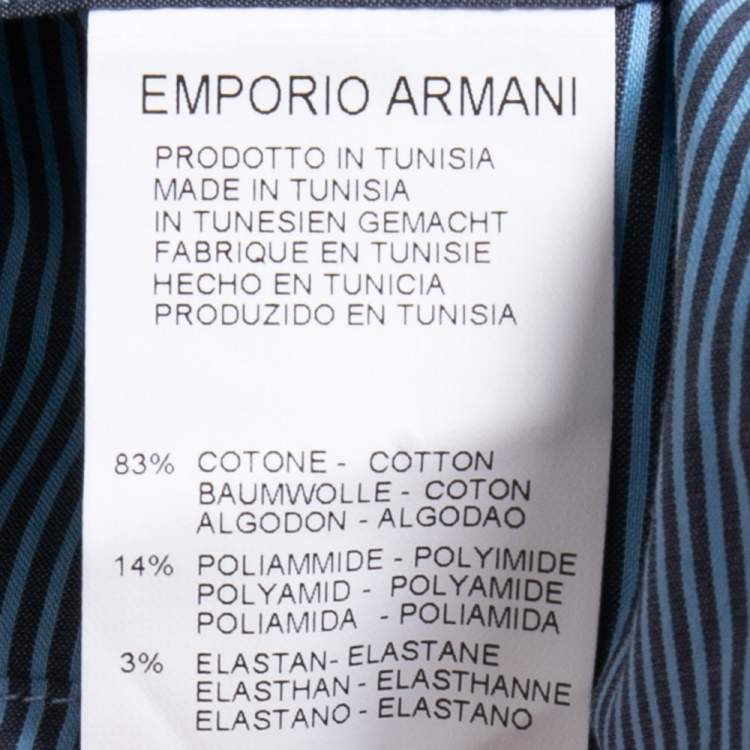 EMPORIO ARMANI
PRODOTTO IN TUNISIA
MADE IN TUNISIA
IN TUNESIEN GEMACHT
FABRIQUE EN TUNISIE
HECHO EN TUNICIA
PRODUZIDO EN TUNISIA
83% COTONE - COTTON
BAUMWOLLE - COTON
ALGODON - ALGODAO
14% POLIAMMIDE - POLYIMIDE
POLYAMID - POLYAMIDE
POLIAMIDA - POLIAMIDA
3% ELASTAN- ELASTANE
ELASTHAN - ELASTHANNE
ELASTANO - ELASTANO